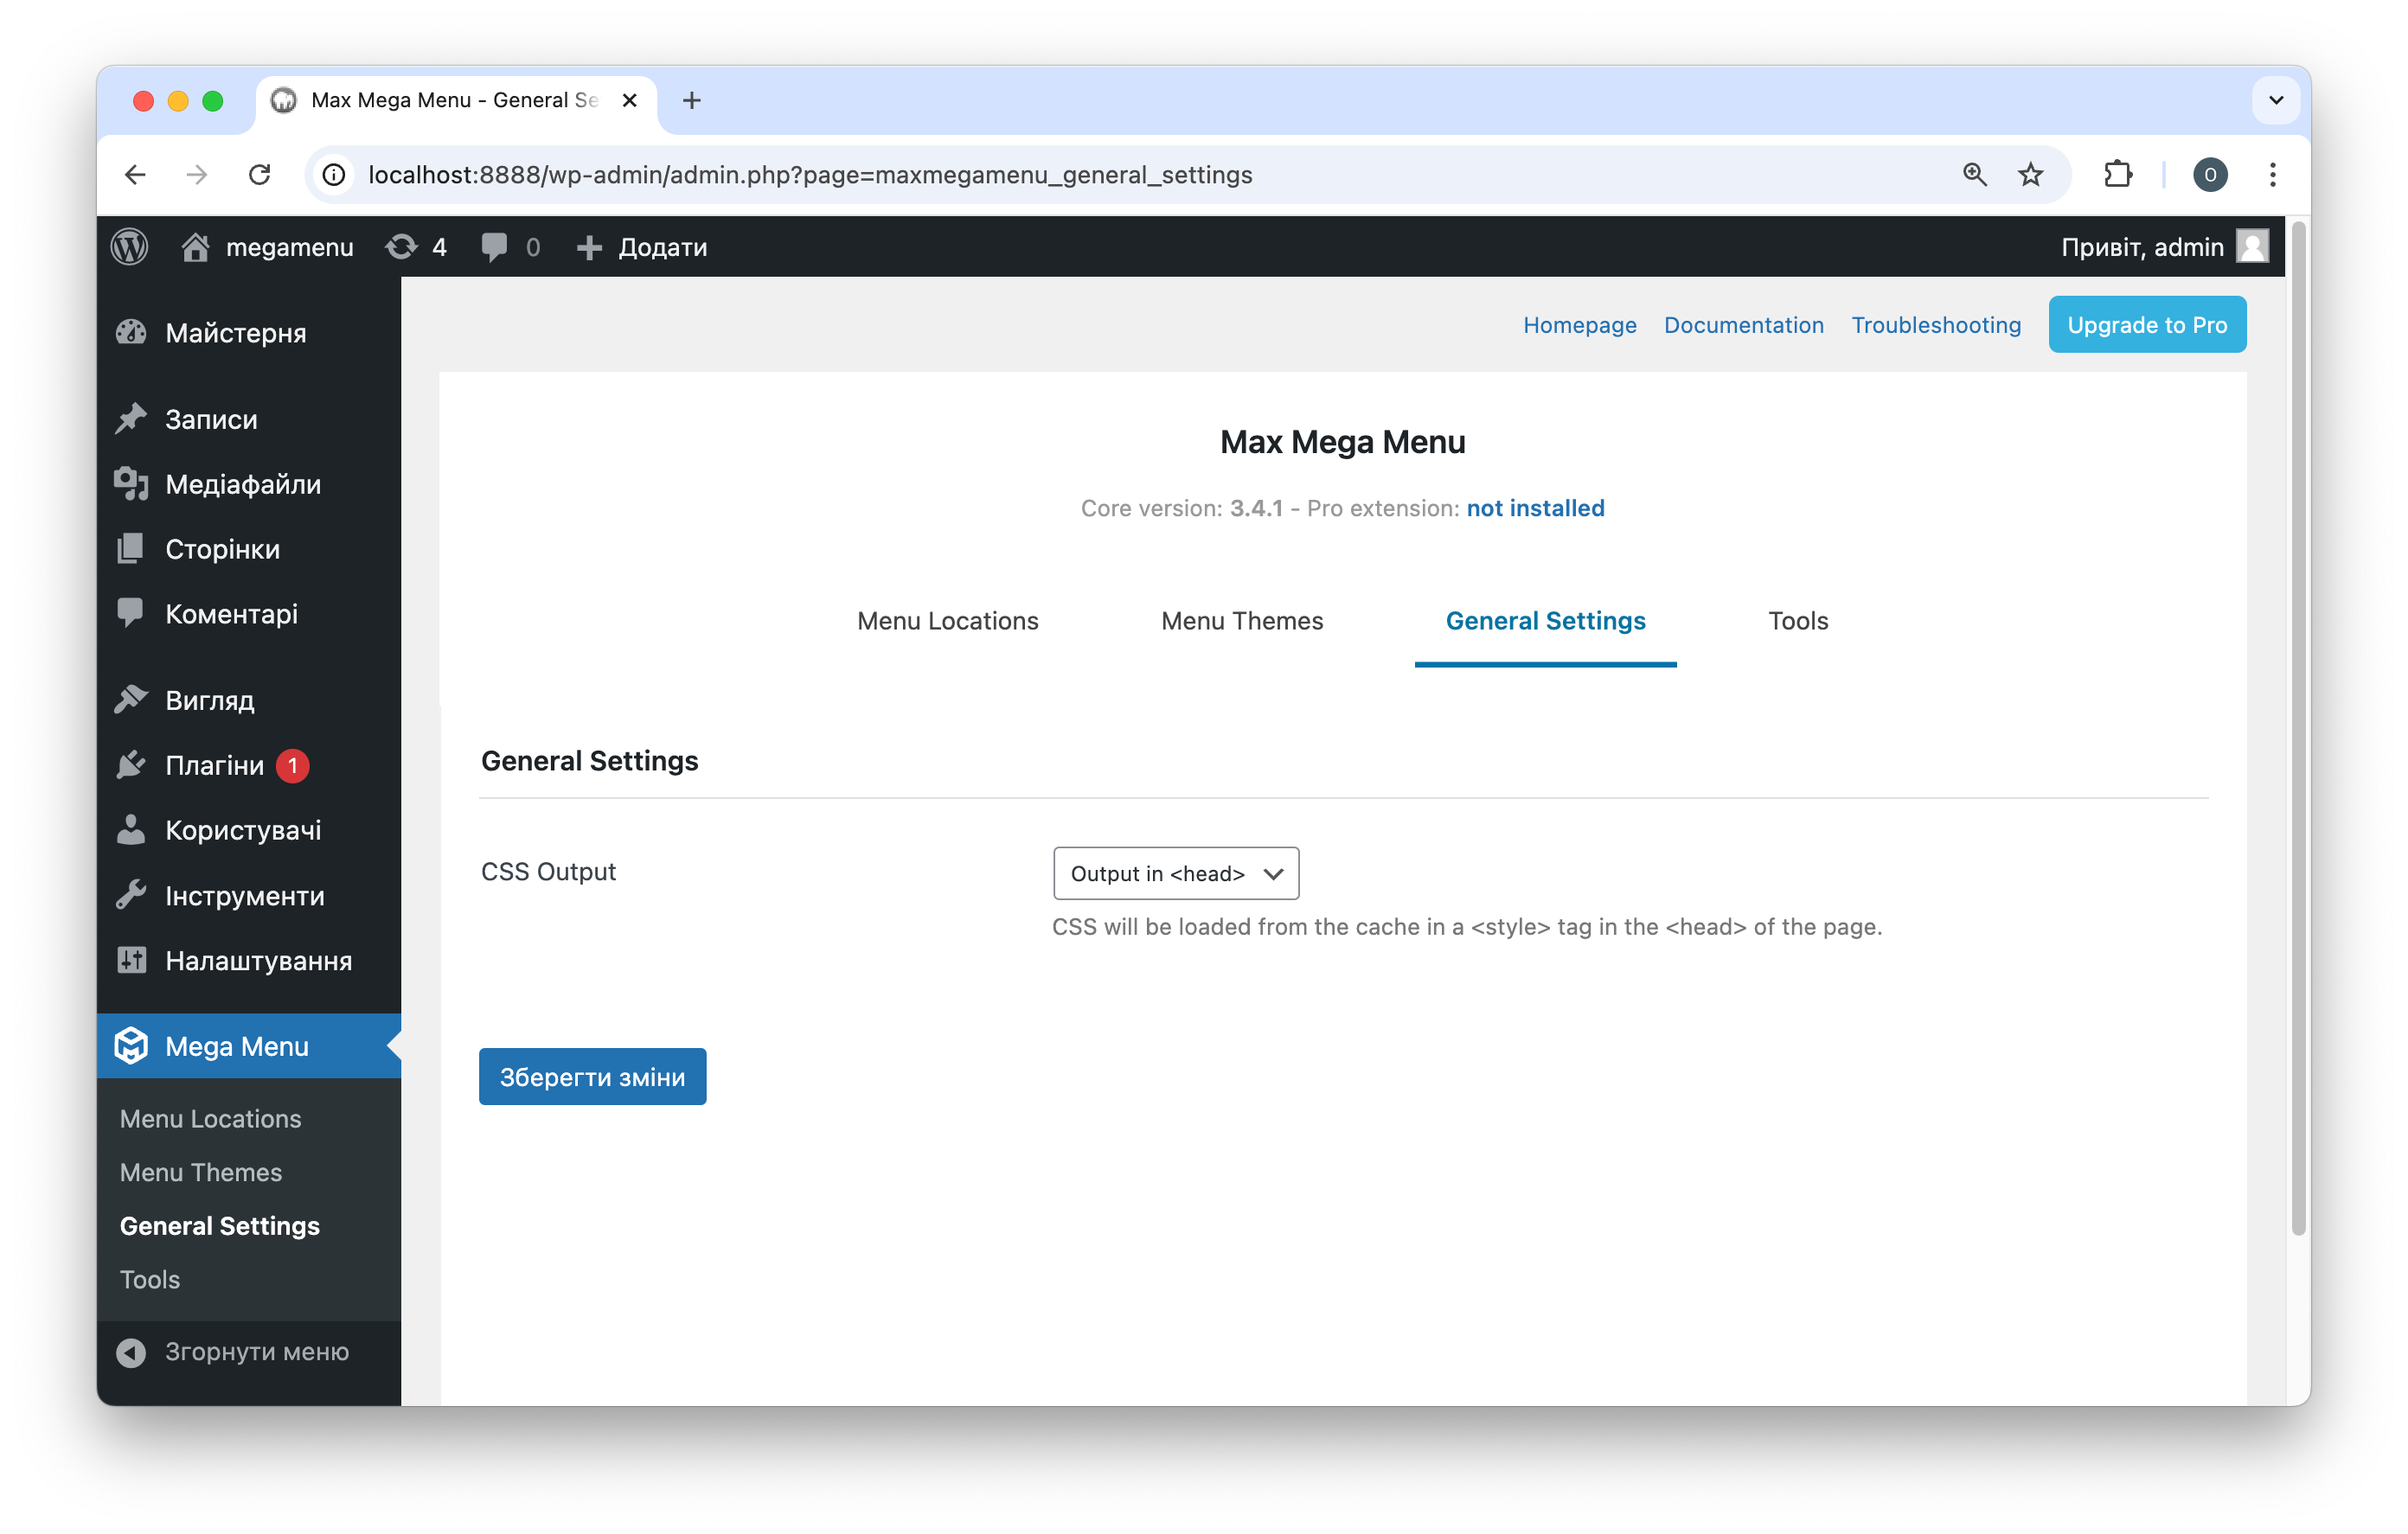 Max Mega Menu - General Se
localhost:8888/wp-admin/admin.php?page=maxmegamenu_general_settings
O
megamenu 4 0 Додати
Привіт, admin
Майстерня
Записи
Медіафайли
Сторінки
Коментарі
Вигляд
Плагіни 1
Користувачі
Інструменти
Налаштування
Mega Menu
Menu Locations
Menu Themes
General Settings
Tools
Згорнути меню
Homepage Documentation Troubleshooting Upgrade to Pro
Max Mega Menu
Core version: 3.4.1 - Pro extension: not installed
Menu Locations Menu Themes General Settings Tools
General Settings
CSS Output
Output in <head>
CSS will be loaded from the cache in a <style> tag in the <head> of the page.
Зберегти зміни